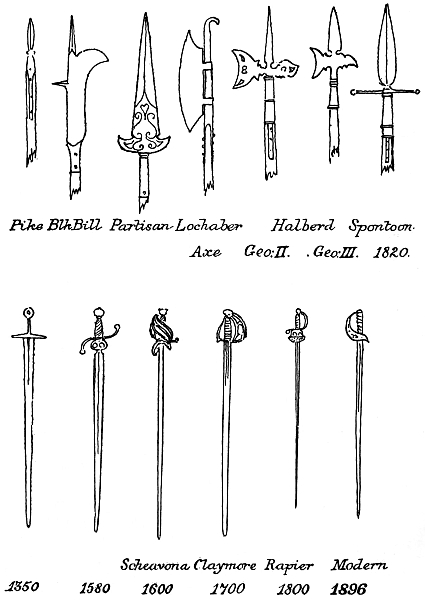 Pike Blk Bill Partisan Lochaber Halberd Spontoon.
Axe Geo: II. . Geo: III. 1820.
Scheavona Claymore Rapier Modern
1350 1580 1600 1700 1800 1896